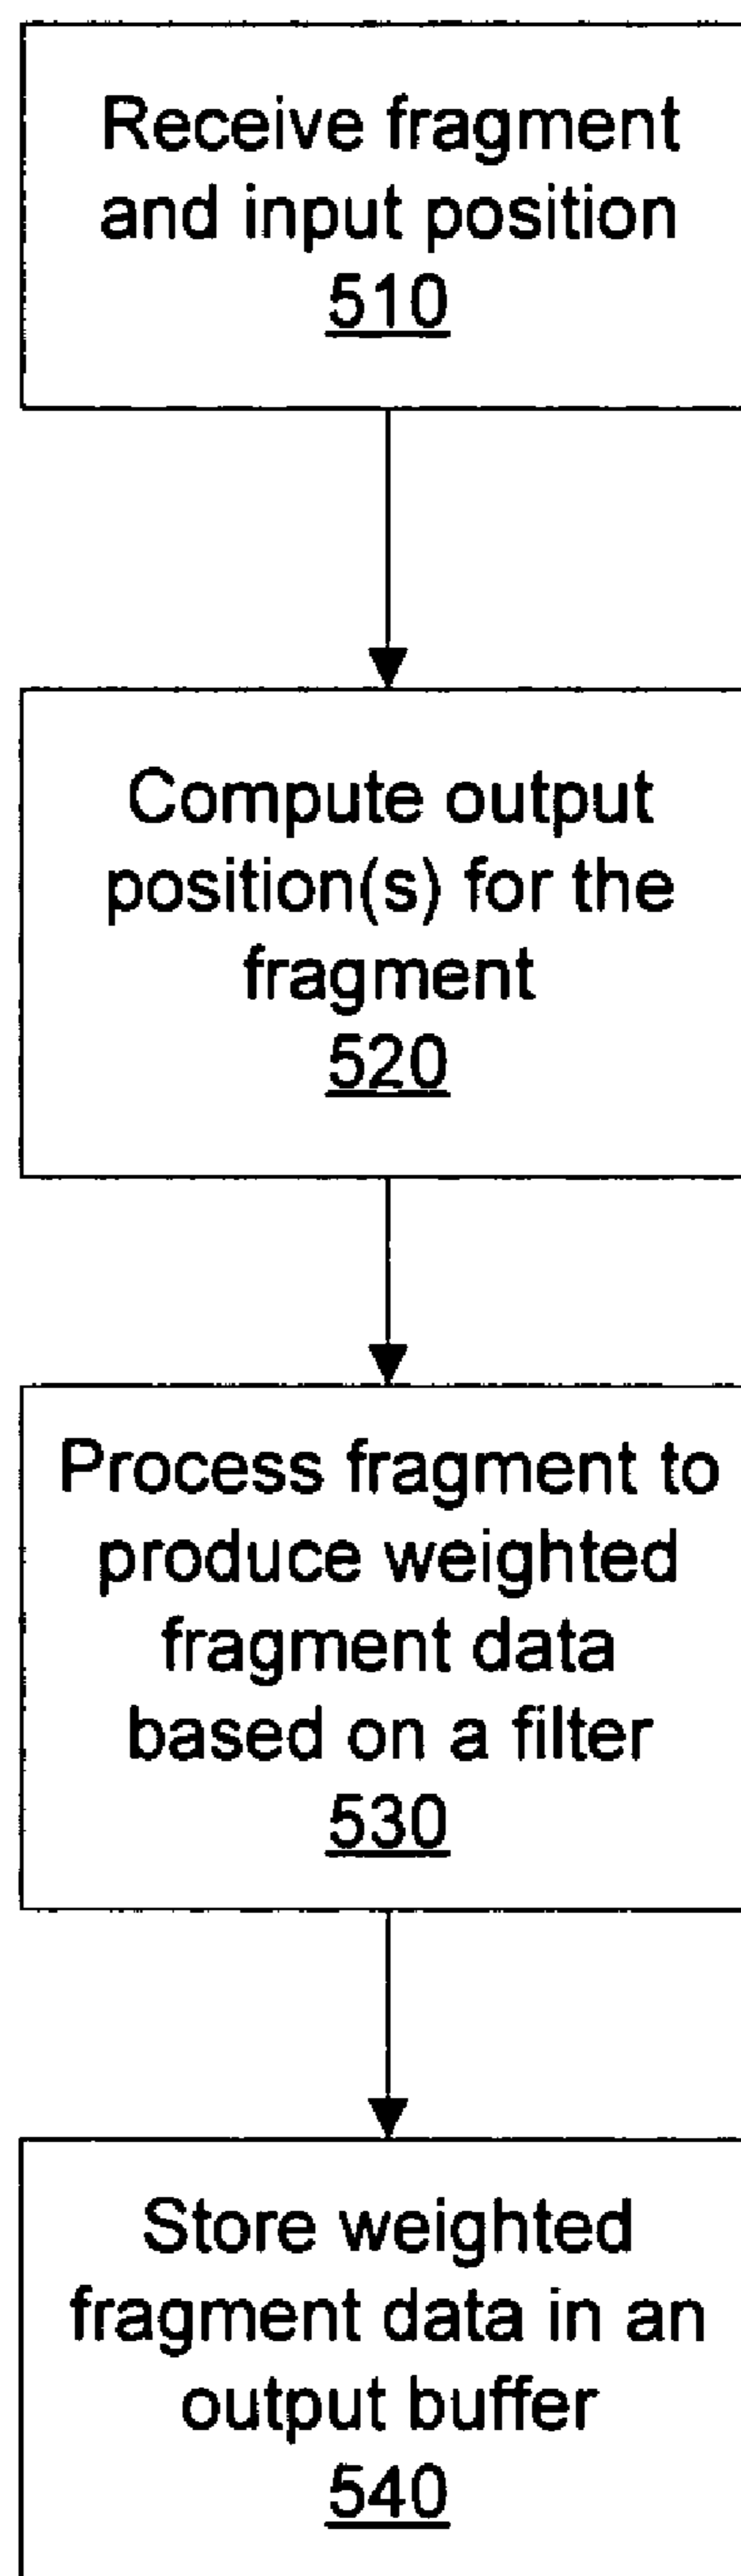 Receive fragment
and input position
510
Compute output
position(s) for the
fragment
520
Process fragment to
produce weighted
fragment data
based on a filter
530
Store weighted
fragment data in an
output buffer
540